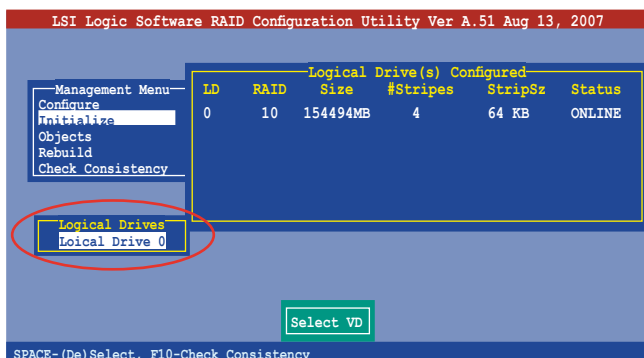 LSI Logic Software RAID Configuration Utility Ver A.51 Aug 13, 2007
Logical Drive(s) Configured
LD RAID Size #Stripes StripSz Status
0 10 154494MB 4 64 KB ONLINE
Management Menu
Configure
Initialize
Objects
Rebuild
Check Consistency
Logical Drives
Loical Drive 0
Select VD
SPACE-(De)Select, F10-Check Consistency